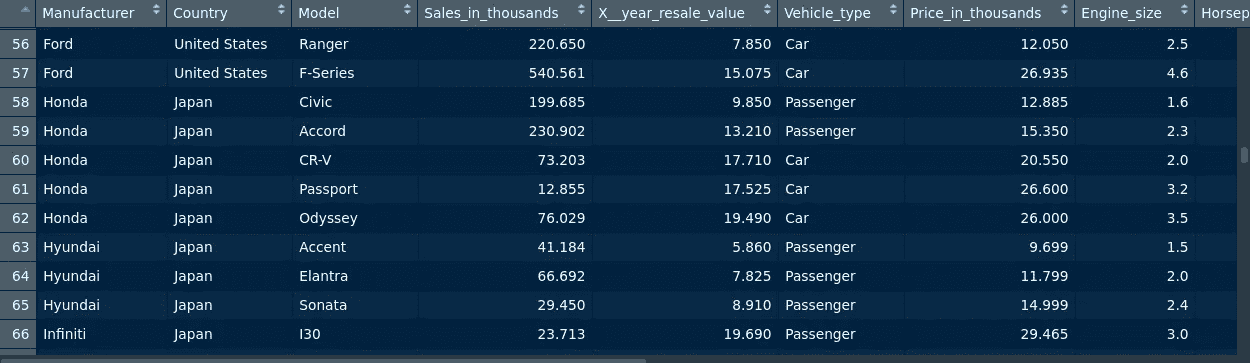 Manufacturer Country Model Sales_in_thousands X__year_resale_value Vehicle_type Price_in_thousands Engine_size Horsep
56 Ford United States Ranger 220.650 7.850 Car 12.050 2.5
57 Ford United States F-Series 540.561 15.075 Car 26.935 4.6
58 Honda Japan Civic 199.685 9.850 Passenger 12.885 1.6
59 Honda Japan Accord 230.902 13.210 Passenger 15.350 2.3
60 Honda Japan CR-V 73.203 17.710 Car 20.550 2.0
61 Honda Japan Passport 12.855 17.525 Car 26.600 3.2
62 Honda Japan Odyssey 76.029 19.490 Car 26.000 3.5
63 Hyundai Japan Accent 41.184 5.860 Passenger 9.699 1.5
64 Hyundai Japan Elantra 66.692 7.825 Passenger 11.799 2.0
65 Hyundai Japan Sonata 29.450 8.910 Passenger 14.999 2.4
66 Infiniti Japan I30 23.713 19.690 Passenger 29.465 3.0